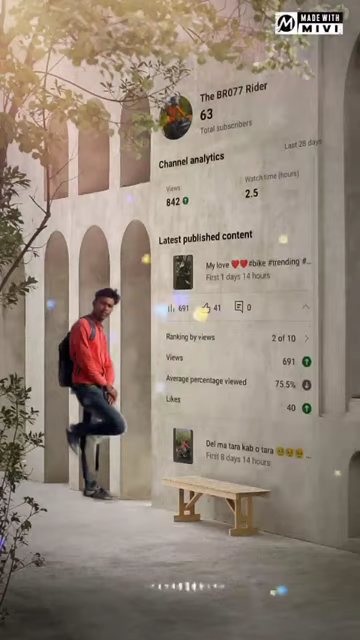 MADE WITH
MIVI
The BR077 Rider
63
Total subscribers
Channel analytics
Last 28 days
Views
Watch time (hours)
842
2.5
Latest published content
My love ❤️❤️#bike #trending #...
First 1 days 14 hours
691
41
0
Ranking by views
2 of 10
Views
691
Average percentage viewed
75.5%
Likes
40
Del ma tara kab o tara 🥺🥺🥺...
First 8 days 14 hours